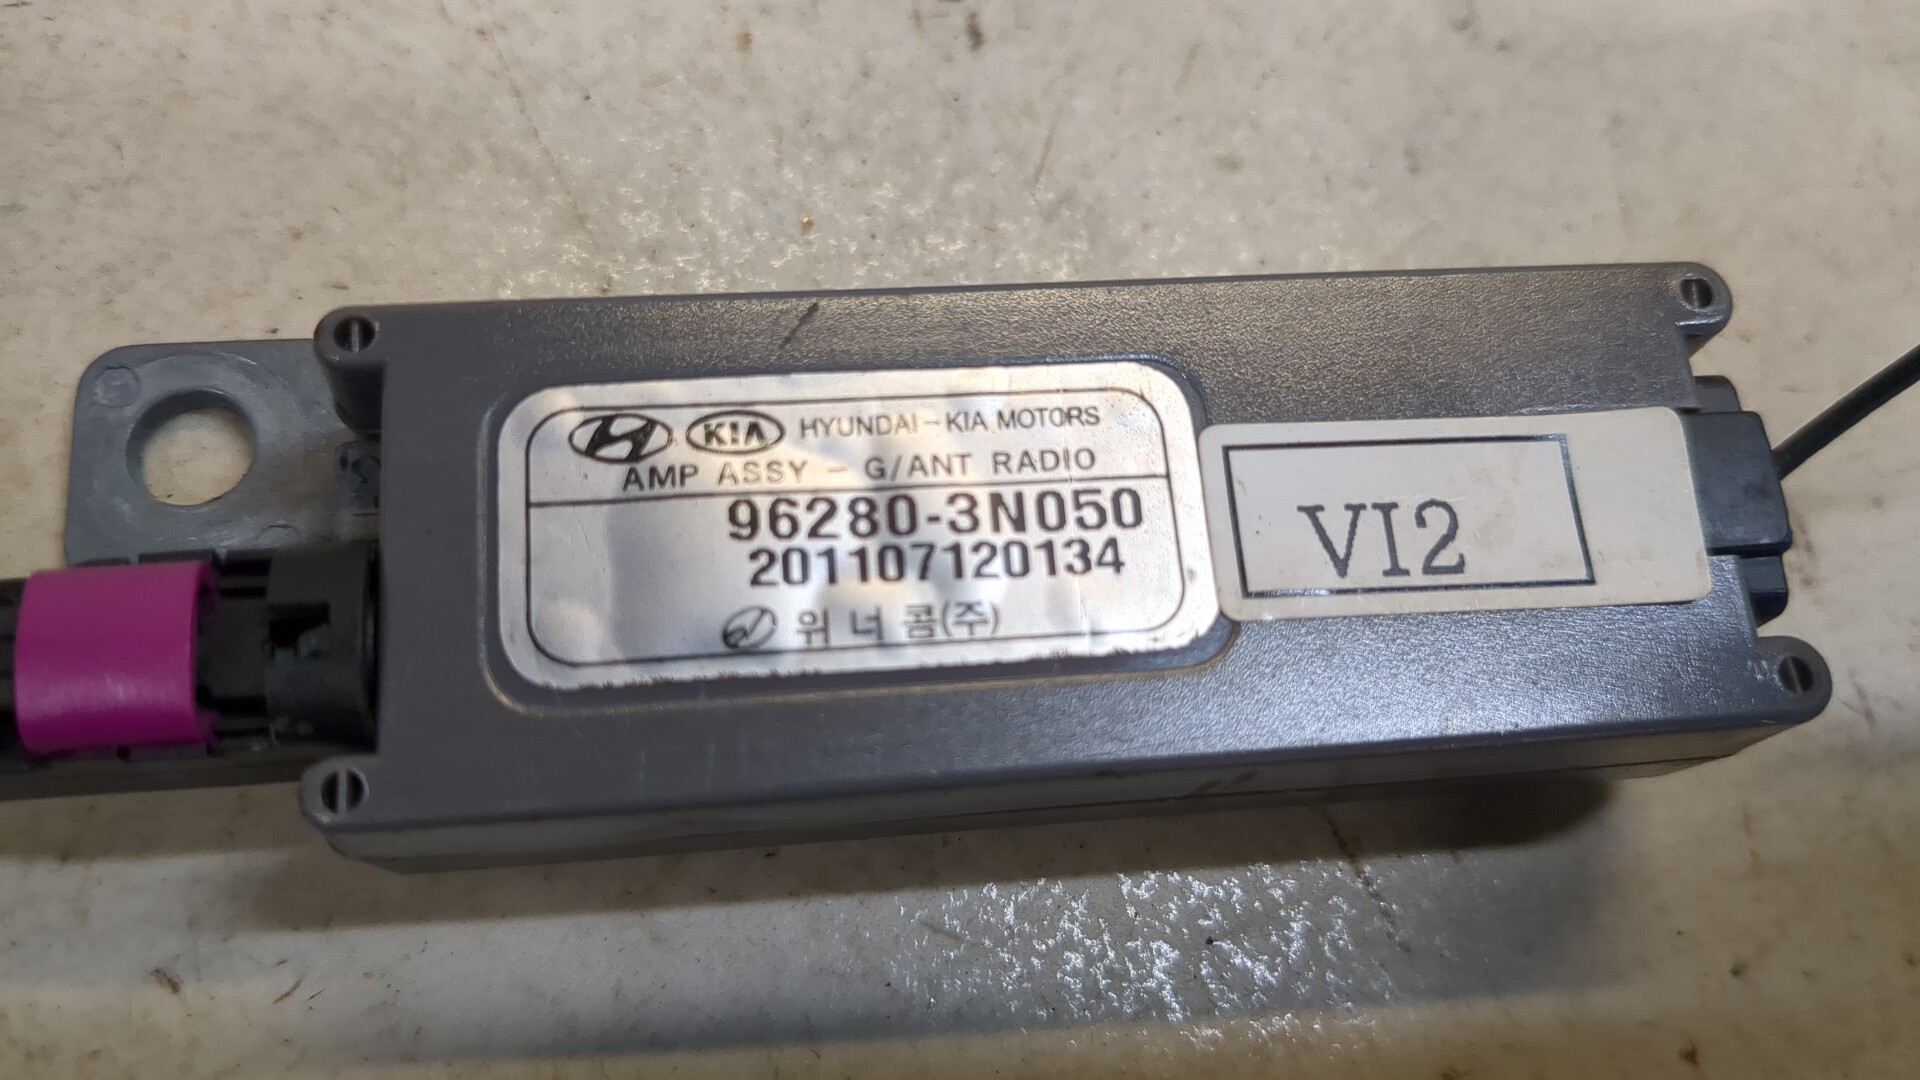 KIA HYUNDAI-KIA MOTORS
AMP ASSY - G/ANT RADIO
96280-3N050
201107120134
위너콤(주)
VI2